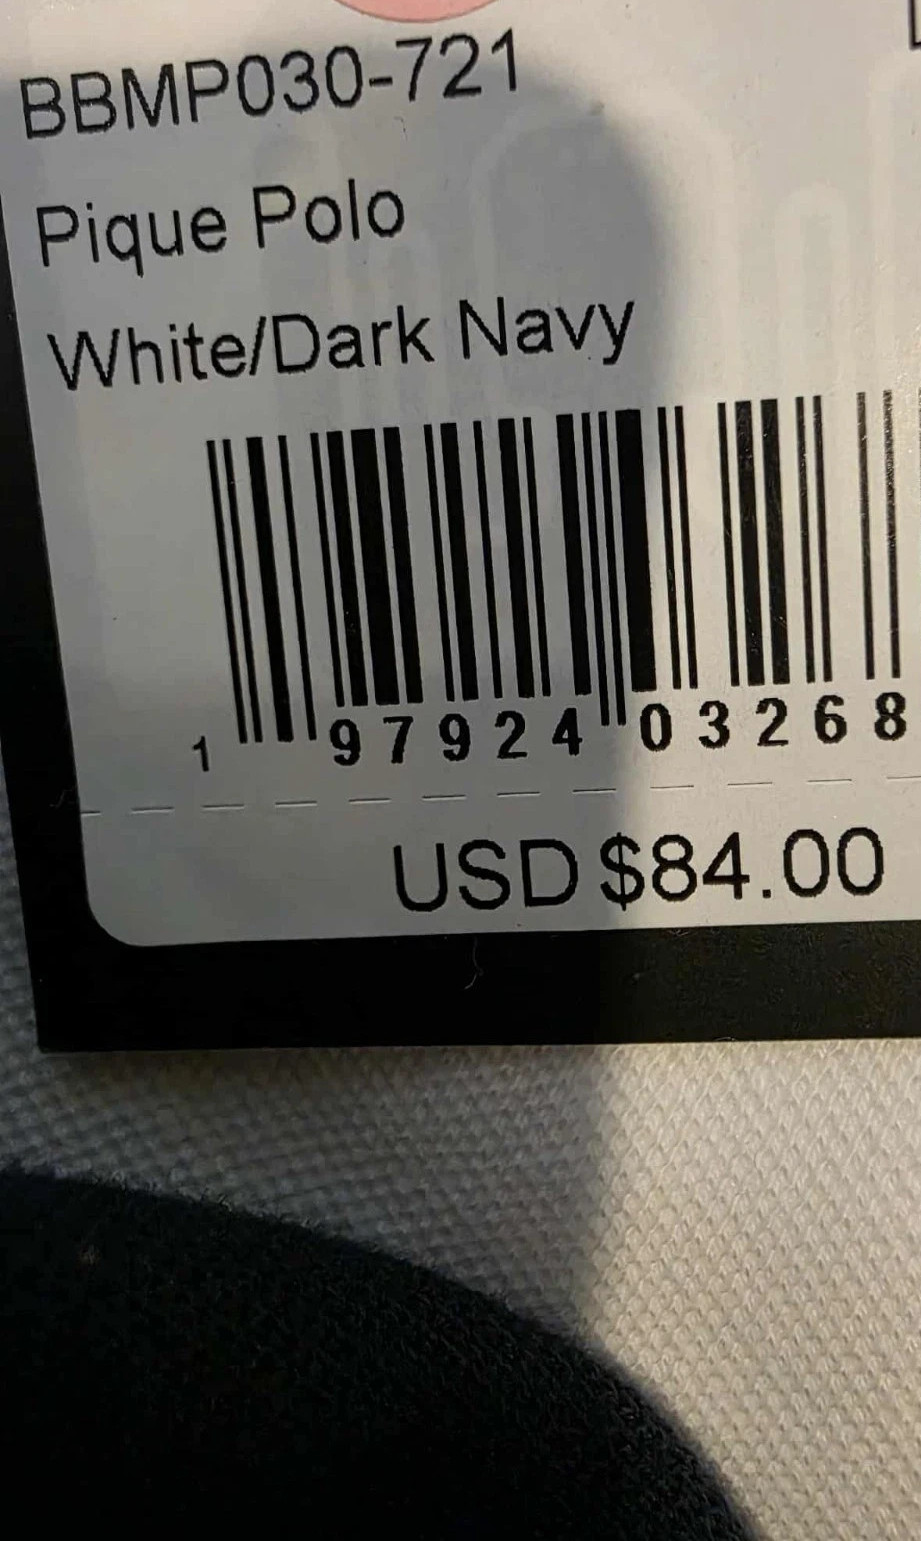 BBMP030-721
Pique Polo
White/Dark Navy
1 97924 03268
USD $84.00